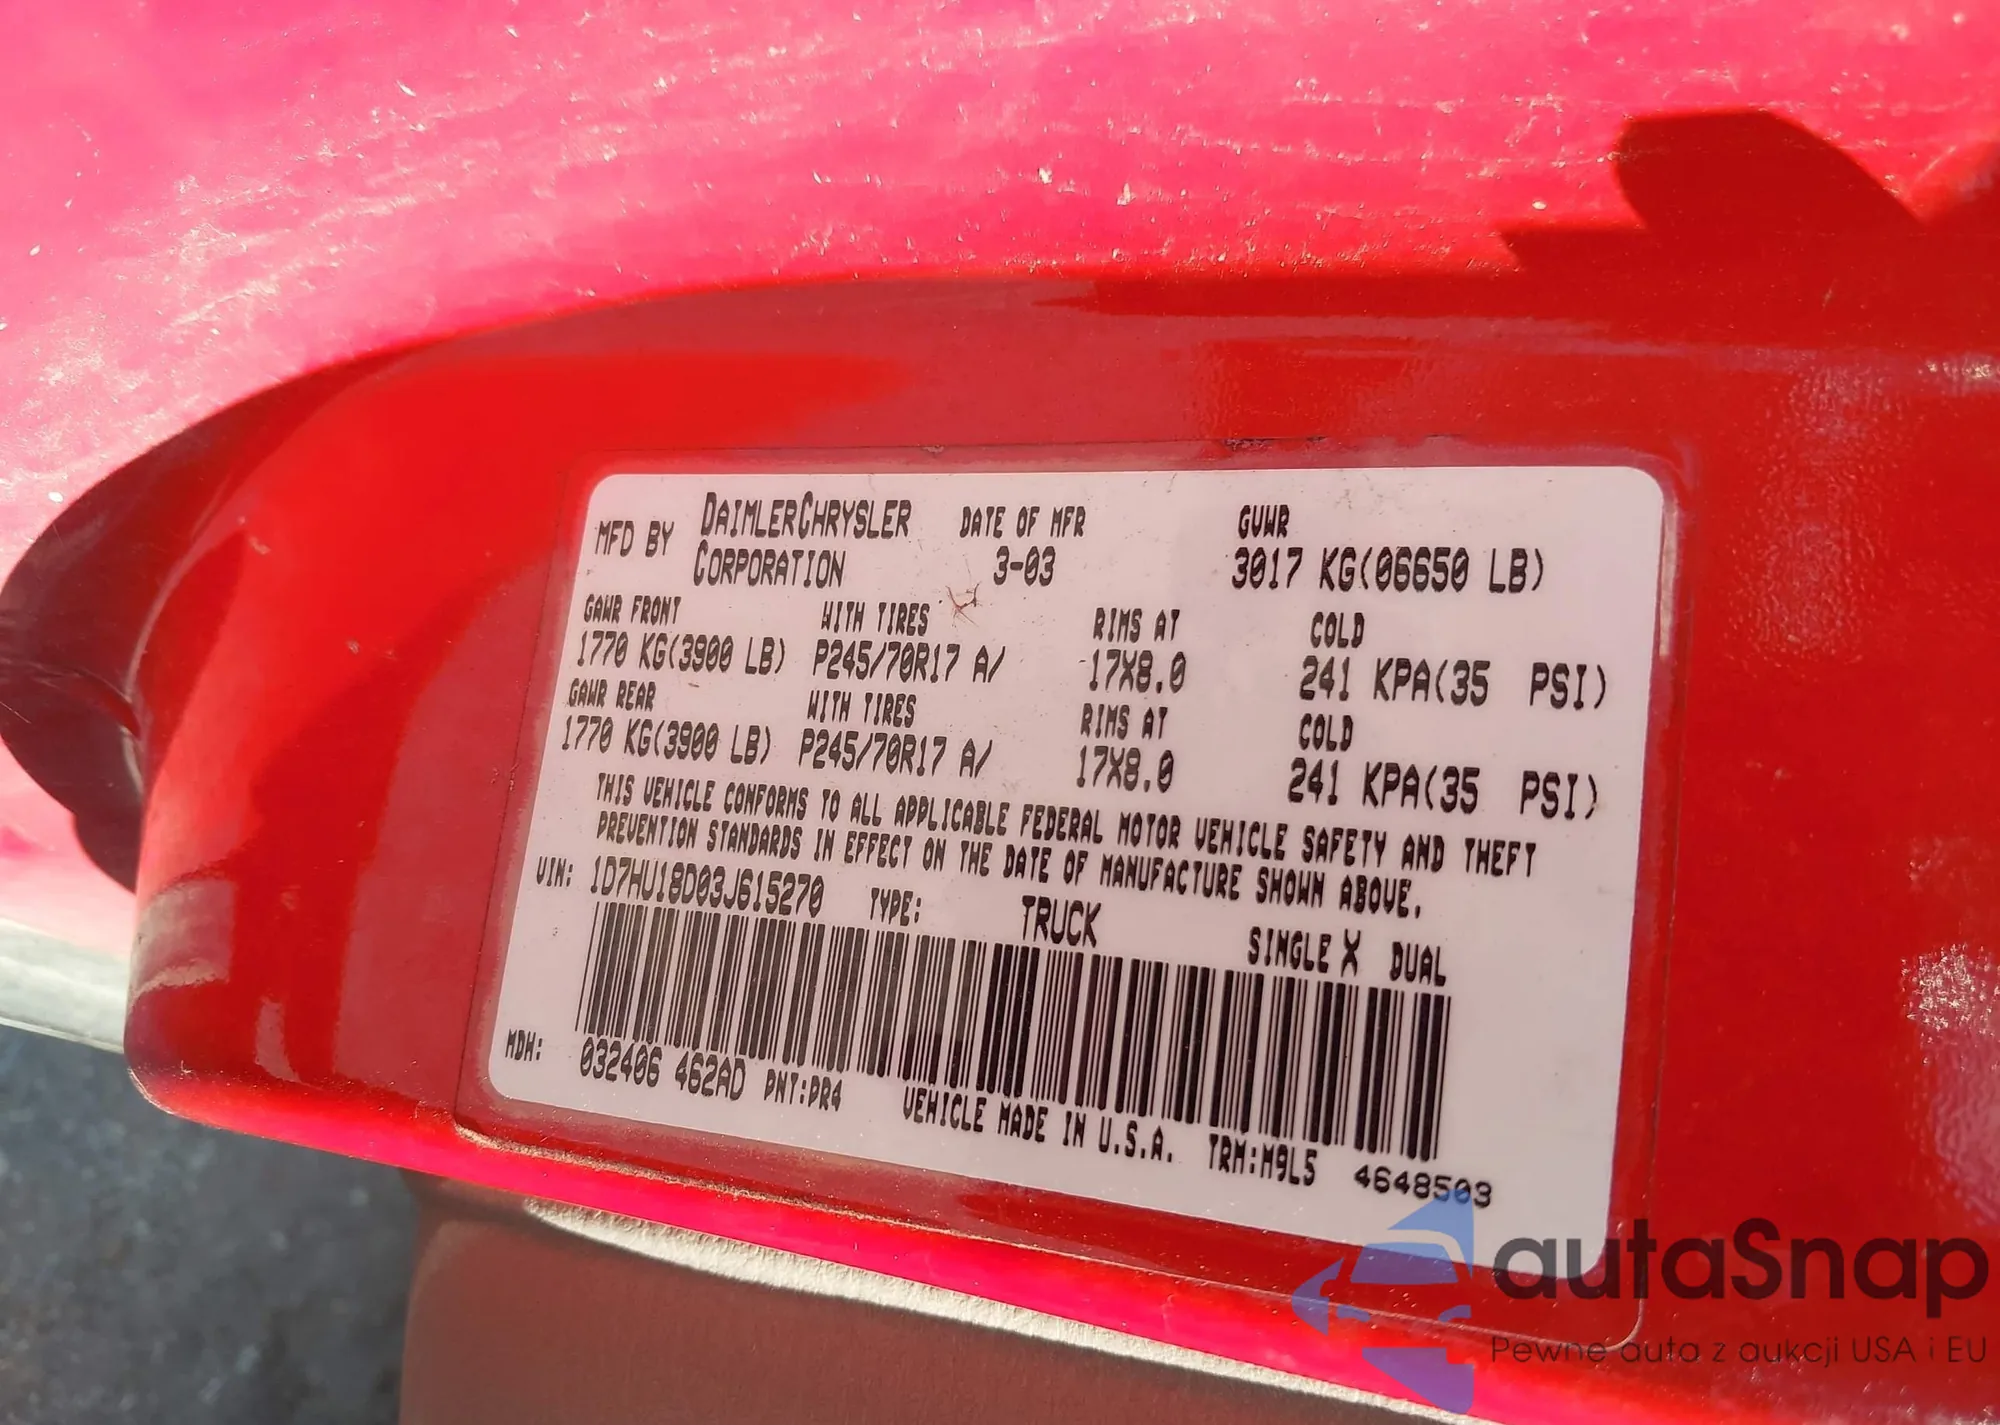 MFD BY DAIMLERCHRYSLER CORPORATION DATE OF MFR 3-03 GVWR 3017 KG(06650 LB)
GAWR FRONT WITH TIRES RIMS AT COLD
1770 KG(3900 LB) P245/70R17 A/ 17X8.0 241 KPA(35 PSI)
GAWR REAR WITH TIRES RIMS AT COLD
1770 KG(3900 LB) P245/70R17 A/ 17X8.0 241 KPA(35 PSI)
THIS VEHICLE CONFORMS TO ALL APPLICABLE FEDERAL MOTOR VEHICLE SAFETY AND THEFT
PREVENTION STANDARDS IN EFFECT ON THE DATE OF MANUFACTURE SHOWN ABOVE.
VIN: 1D7HU18D03J615270 TYPE: TRUCK SINGLE X DUAL
MDH: 032406 462AD PNT:PR4 VEHICLE MADE IN U.S.A. TRM:M9L5 4648503
autaSnap
Pewne auta z aukcji USA i EU